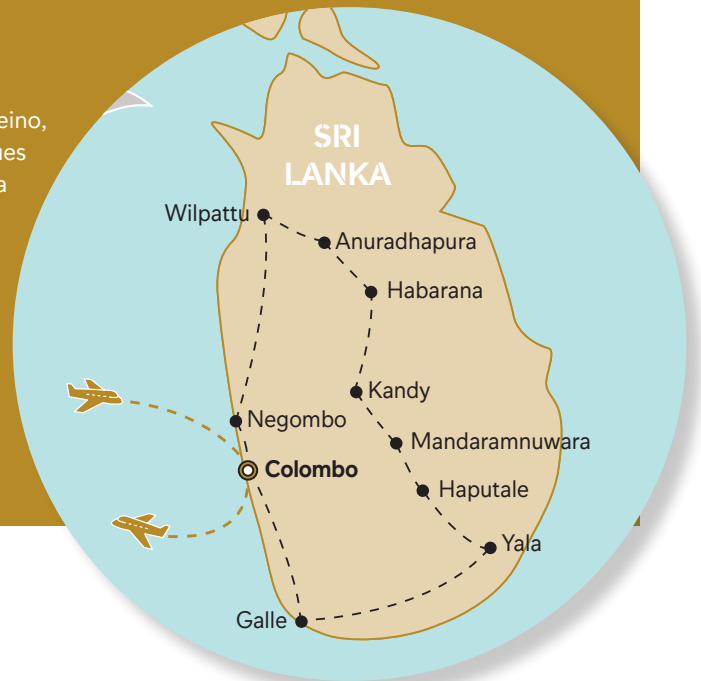 SRI
LANKA
Wilpattu
Anuradhapura
Habarana
Kandy
Negombo
Mandaramnuwara
Colombo
Haputale
Yala
Galle